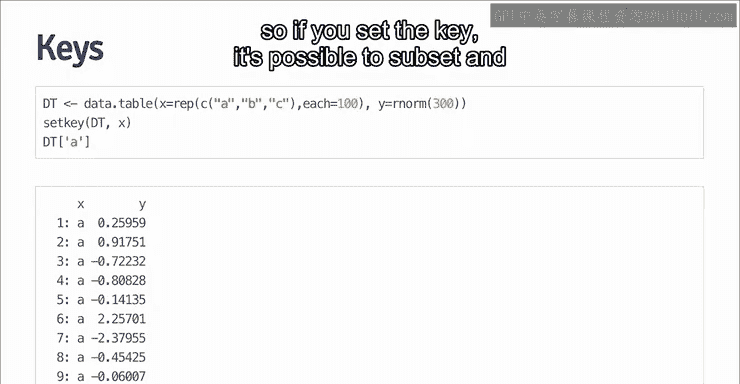 so if you set the key,
it's possible to subset and
Keys
DT <- data.table(x=rep(c("a","b","c"),each=100), y=rnorm(300))
setkey(DT, x)
DT['a']
x y
1: a 0.25959
2: a 0.91751
3: a -0.72232
4: a -0.80828
5: a -0.14135
6: a 2.25701
7: a -2.37955
8: a -0.45425
9: a -0.06007